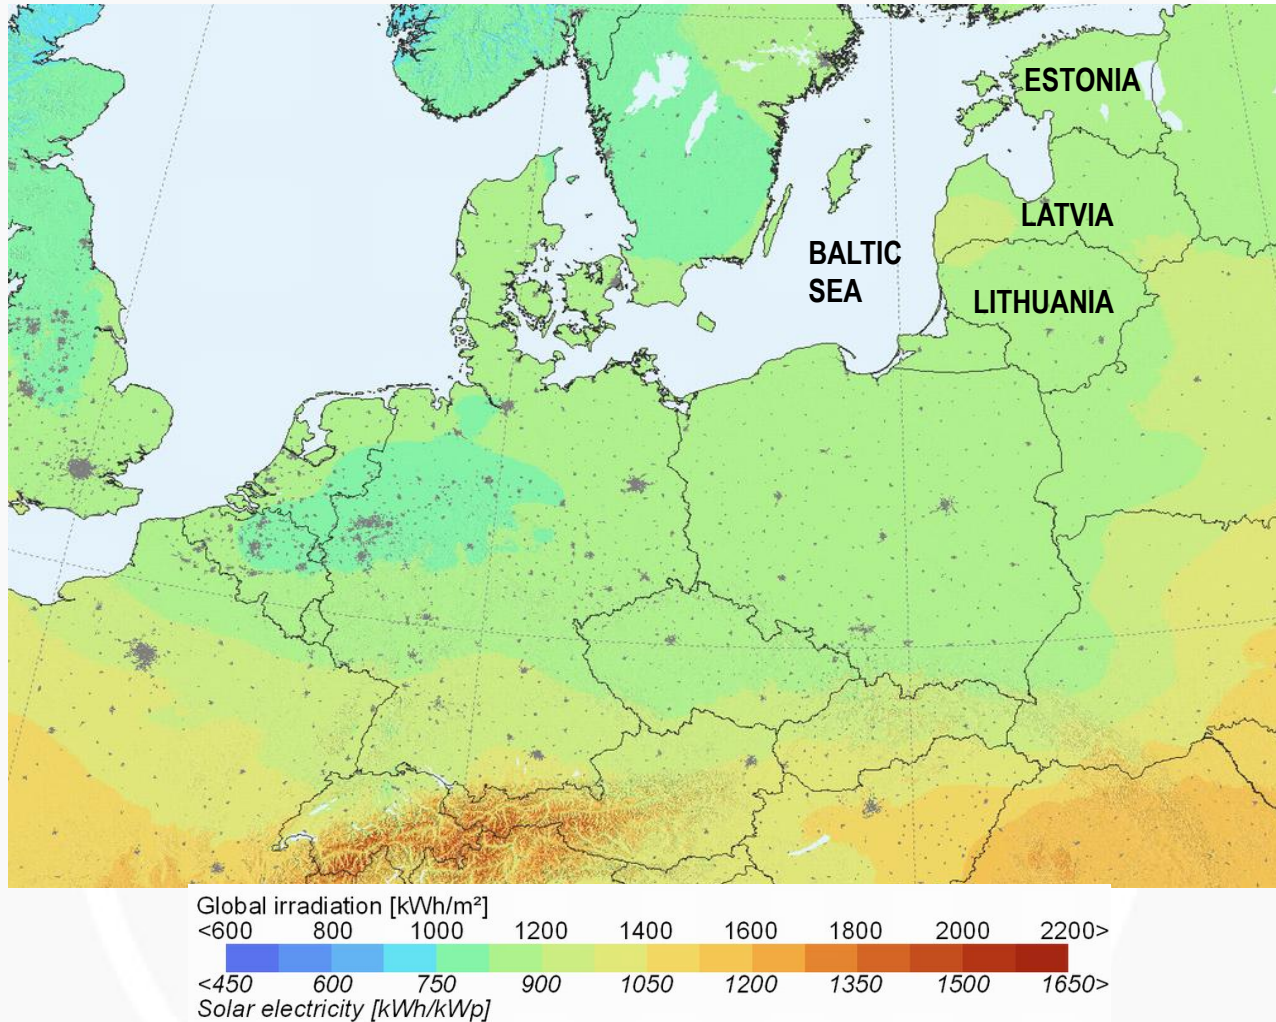 ESTONIA
LATVIA
BALTIC
SEA
LITHUANIA
Global irradiation [kWh/m²]
<600 800 1000 1200 1400 1600 1800 2000 2200>
<450 600 750 900 1050 1200 1350 1500 1650>
Solar electricity [kWh/kWp]